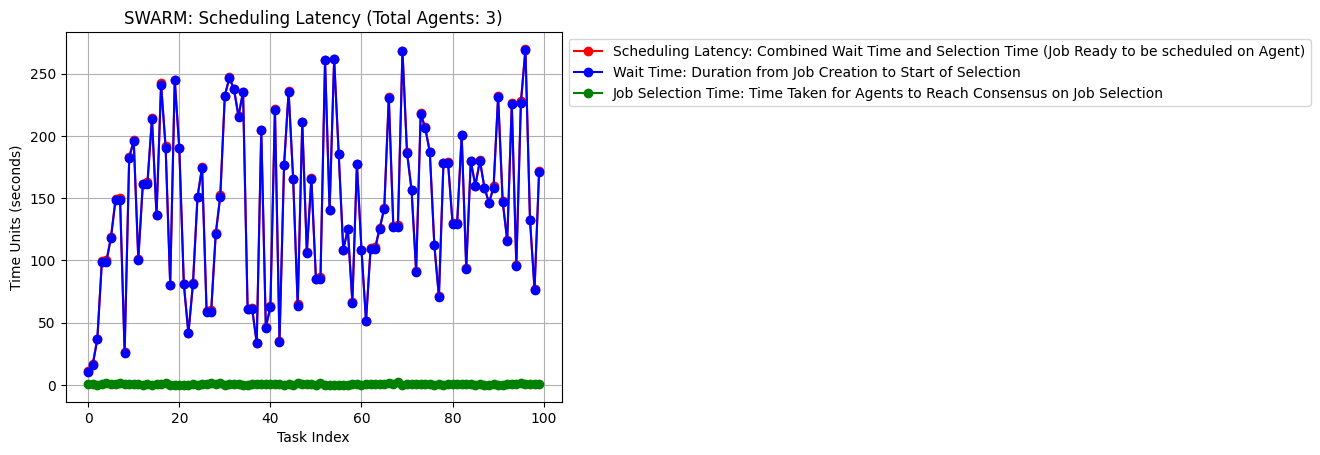 SWARM: Scheduling Latency (Total Agents: 3)
Scheduling Latency: Combined Wait Time and Selection Time (Job Ready to be scheduled on Agent)
Wait Time: Duration from Job Creation to Start of Selection
Job Selection Time: Time Taken for Agents to Reach Consensus on Job Selection
Time Units (seconds)
250
200
150
100
50
0
0 20 40 60 80 100
Task Index